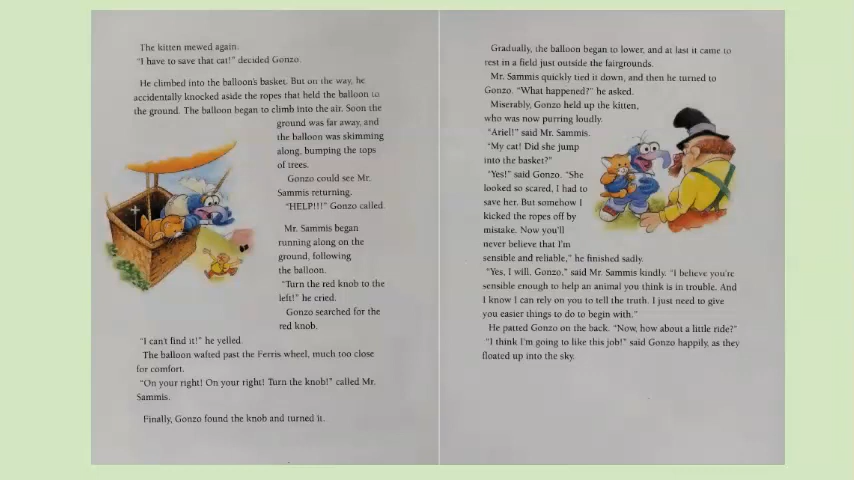 The kitten mewed again.
"I have to save that cat!" decided Gonzo.
He climbed into the balloon's basket. But on the way, he
accidentally knocked aside the ropes that held the balloon to
the ground. The balloon began to climb into the air. Soon the
ground was far away, and
the balloon was skimming
along, bumping the tops
of trees.
Gonzo could see Mr.
Sammis returning.
"HELP!!!" Gonzo called.
Mr. Sammis began
running along on the
ground, following
the balloon.
"Turn the red knob to the
left!" he cried.
Gonzo searched for the
red knob.
"I can't find it!" he yelled.
The balloon wafted past the Ferris wheel, much too close
for comfort.
"On your right! On your right! Turn the knob!" called Mr.
Sammis.
Finally, Gonzo found the knob and turned it.
Gradually, the balloon began to lower, and at last it came to
rest in a field just outside the fairgrounds.
Mr. Sammis quickly tied it down, and then he turned to
Gonzo. "What happened?" he asked.
Miserably, Gonzo held up the kitten,
who was now purring loudly.
"Ariel!" said Mr. Sammis.
"My cat! Did she jump
into the basket?"
"Yes!" said Gonzo. "She
looked so scared, I had to
save her. But somehow I
kicked the ropes off by
mistake. Now you'll
never believe that I'm
sensible and reliable," he finished sadly.
"Yes, I will, Gonzo," said Mr. Sammis kindly. "I believe you're
sensible enough to help an animal you think is in trouble. And
I know I can rely on you to tell the truth. I just need to give
you easier things to do to begin with."
He patted Gonzo on the back. "Now, how about a little ride?"
"I think I'm going to like this job!" said Gonzo happily, as they
floated up into the sky.